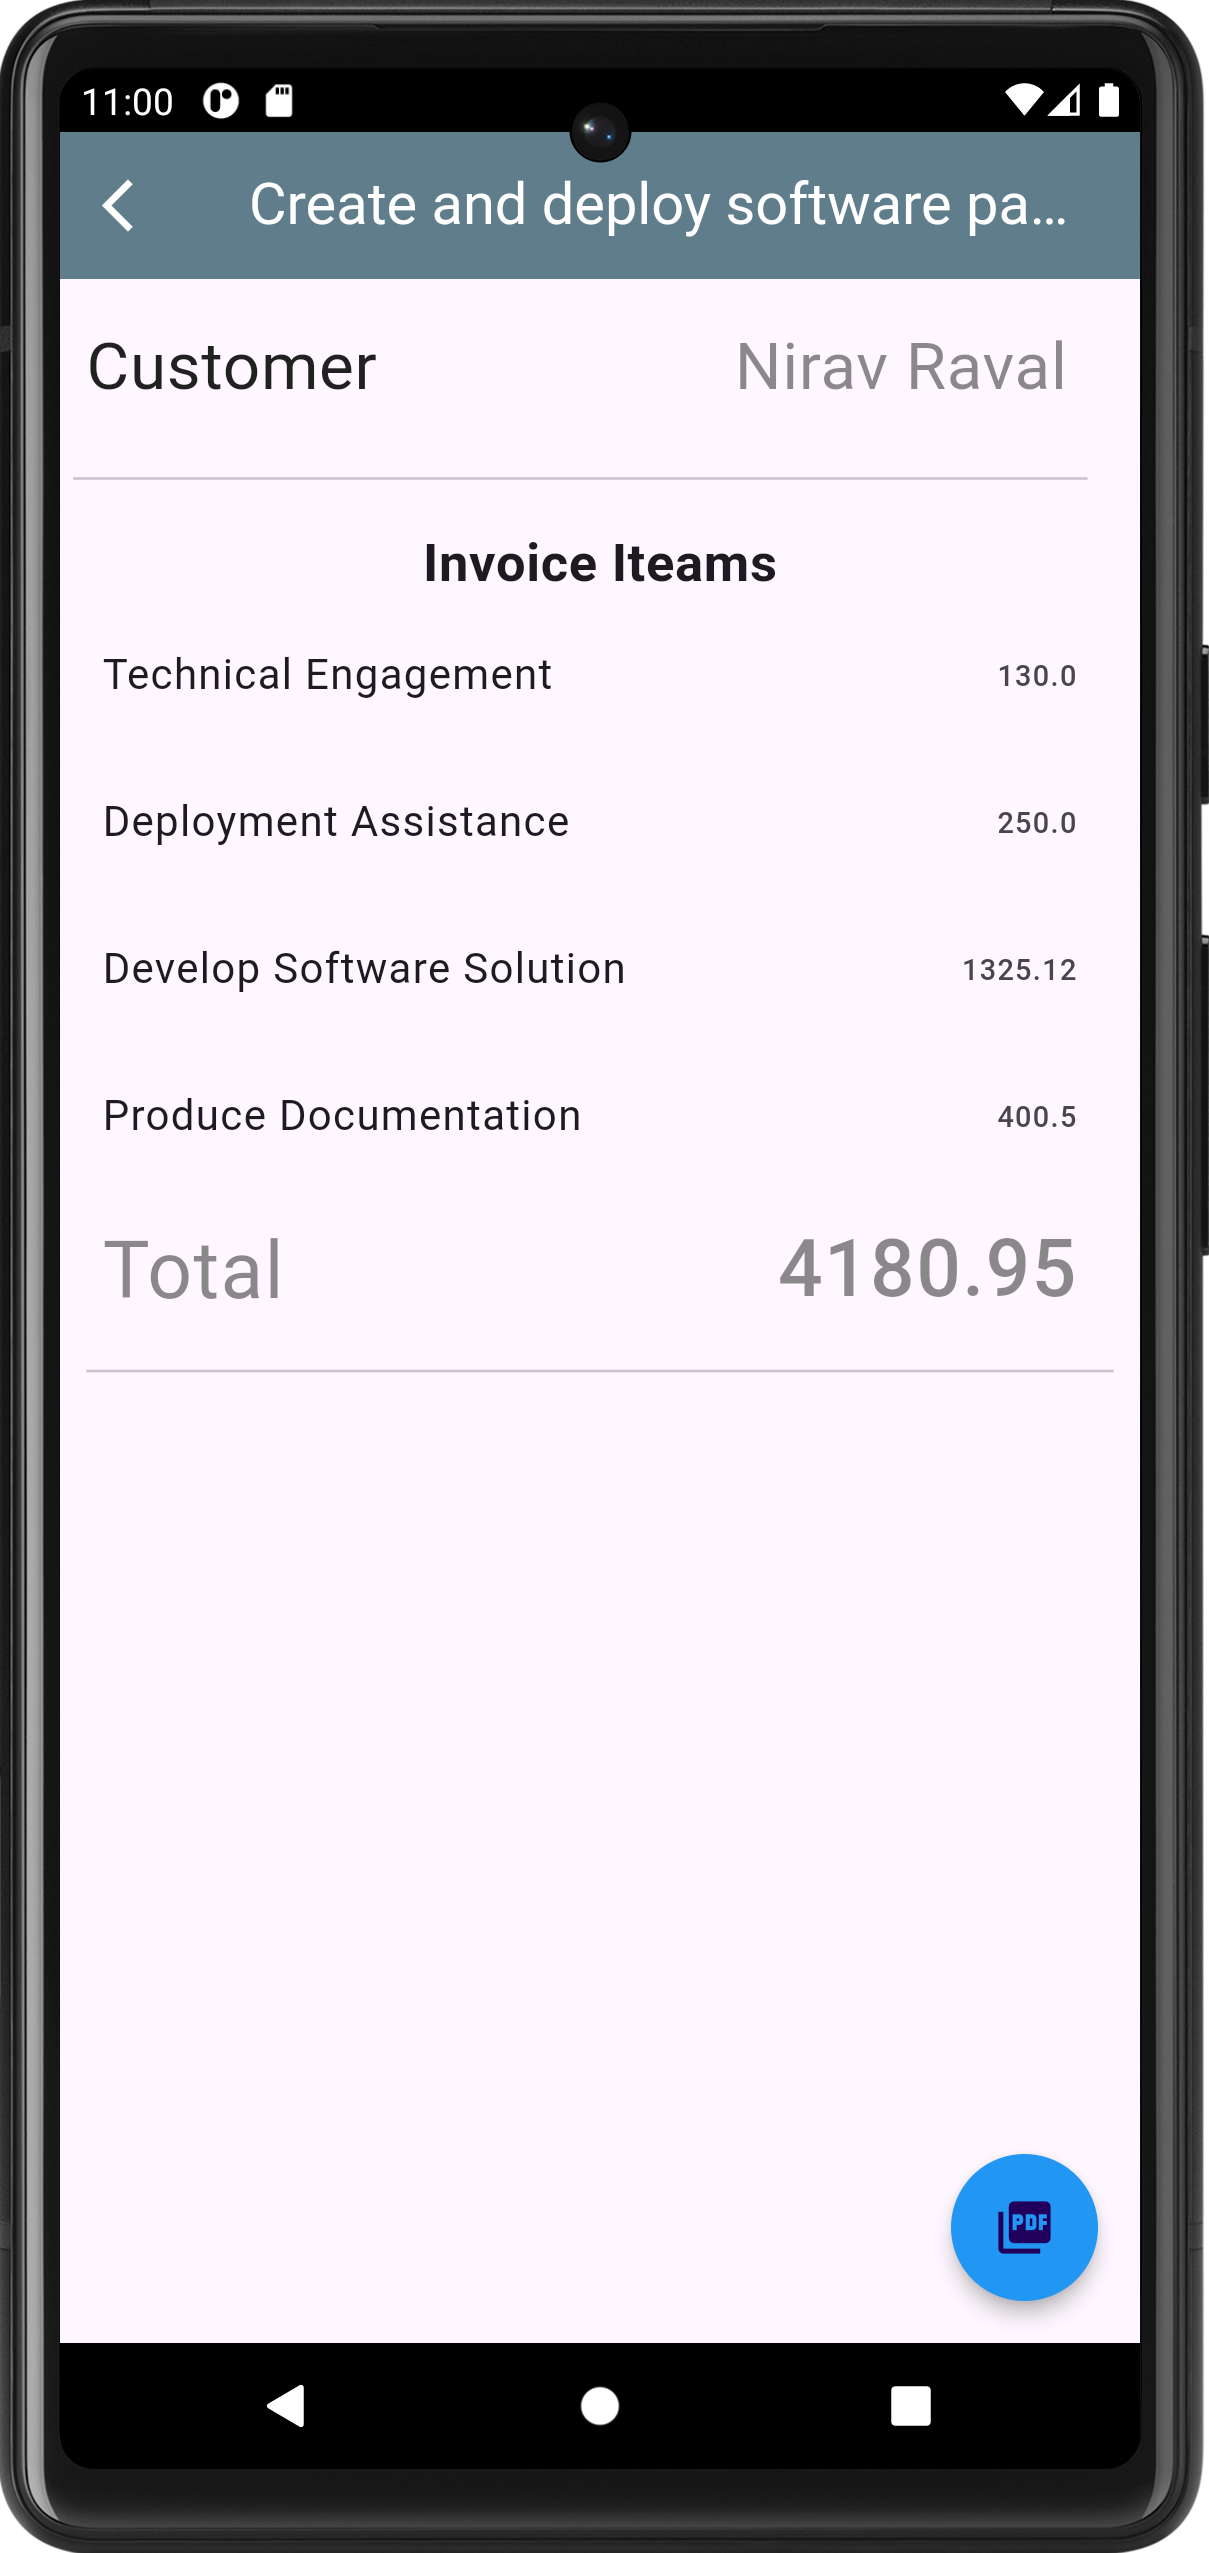 11:00
Create and deploy software pa...
Customer Nirav Raval
Invoice Iteams
Technical Engagement 130.0
Deployment Assistance 250.0
Develop Software Solution 1325.12
Produce Documentation 400.5
Total 4180.95
PDF